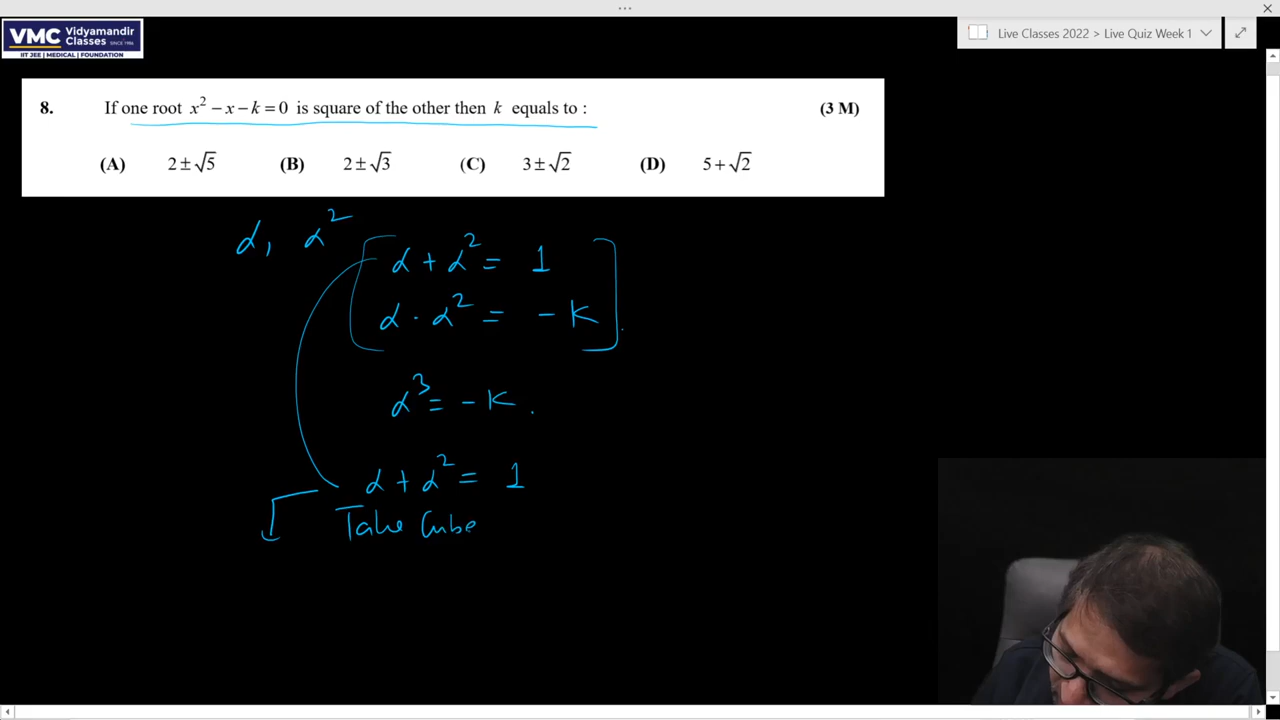 ...
VMC Vidyamandir Classes SINCE 1986
IIT JEE | MEDICAL | FOUNDATION
Live Classes 2022 > Live Quiz Week 1
8. If one root x² − x − k = 0 is square of the other then k equals to : (3 M)
(A) 2 ± √5 (B) 2 ± √3 (C) 3 ± √2 (D) 5 + √2
α, α²
α + α² = 1
α · α² = − K
α³ = − K .
α + α² = 1
Take Cube